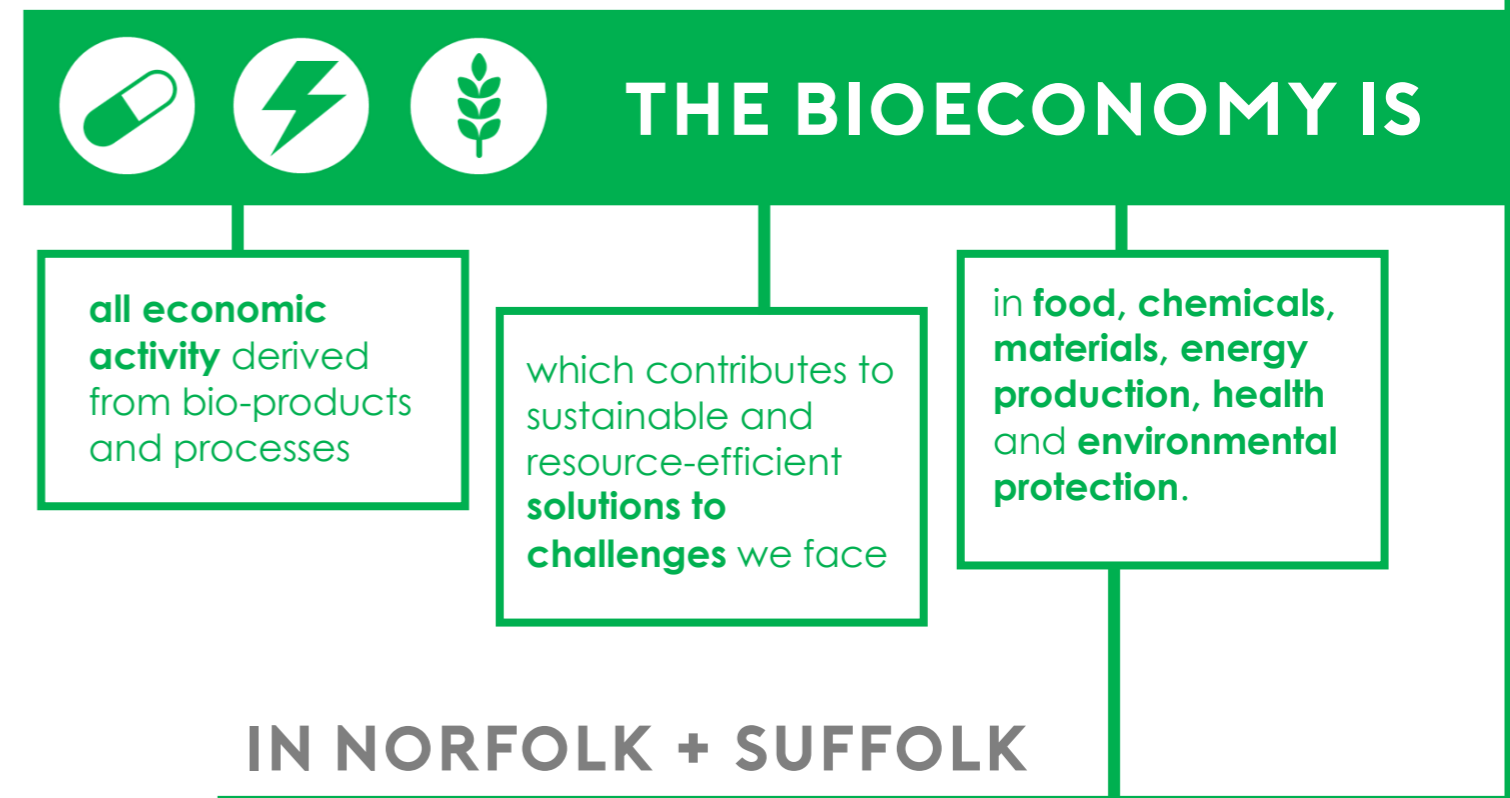 THE BIOECONOMY IS
all economic
activity derived
from bio-products
and processes
which contributes to
sustainable and
resource-efficient
solutions to
challenges we face
in food, chemicals,
materials, energy
production, health
and environmental
protection.
IN NORFOLK + SUFFOLK